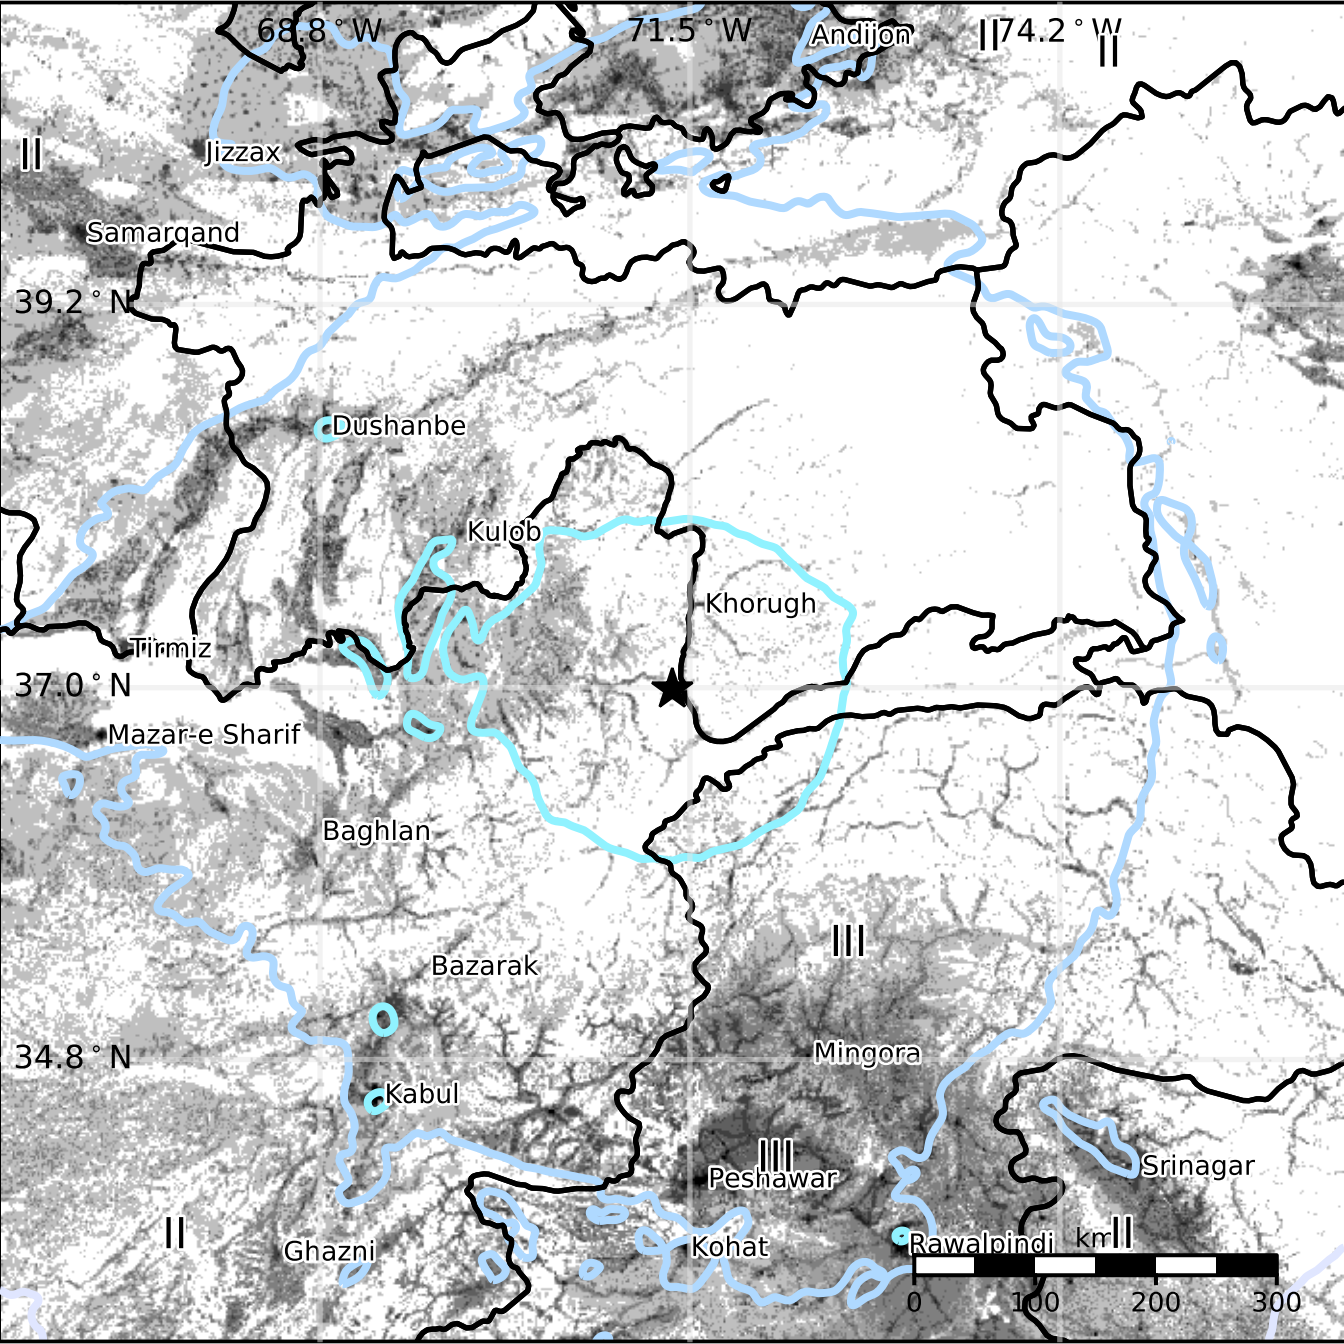 68.8°W
71.5°W
74.2°W
Andijon
II
II
II
Jizzax
Samarqand
39.2°N
Dushanbe
Kulob
Khorugh
Tirmiz
37.0°N
Mazar-e Sharif
Baghlan
III
Bazarak
34.8°N
Mingora
Kabul
III
Peshawar
Srinagar
II
Ghazni
Kohat
Rawalpindi
km
II
0 100 200 300